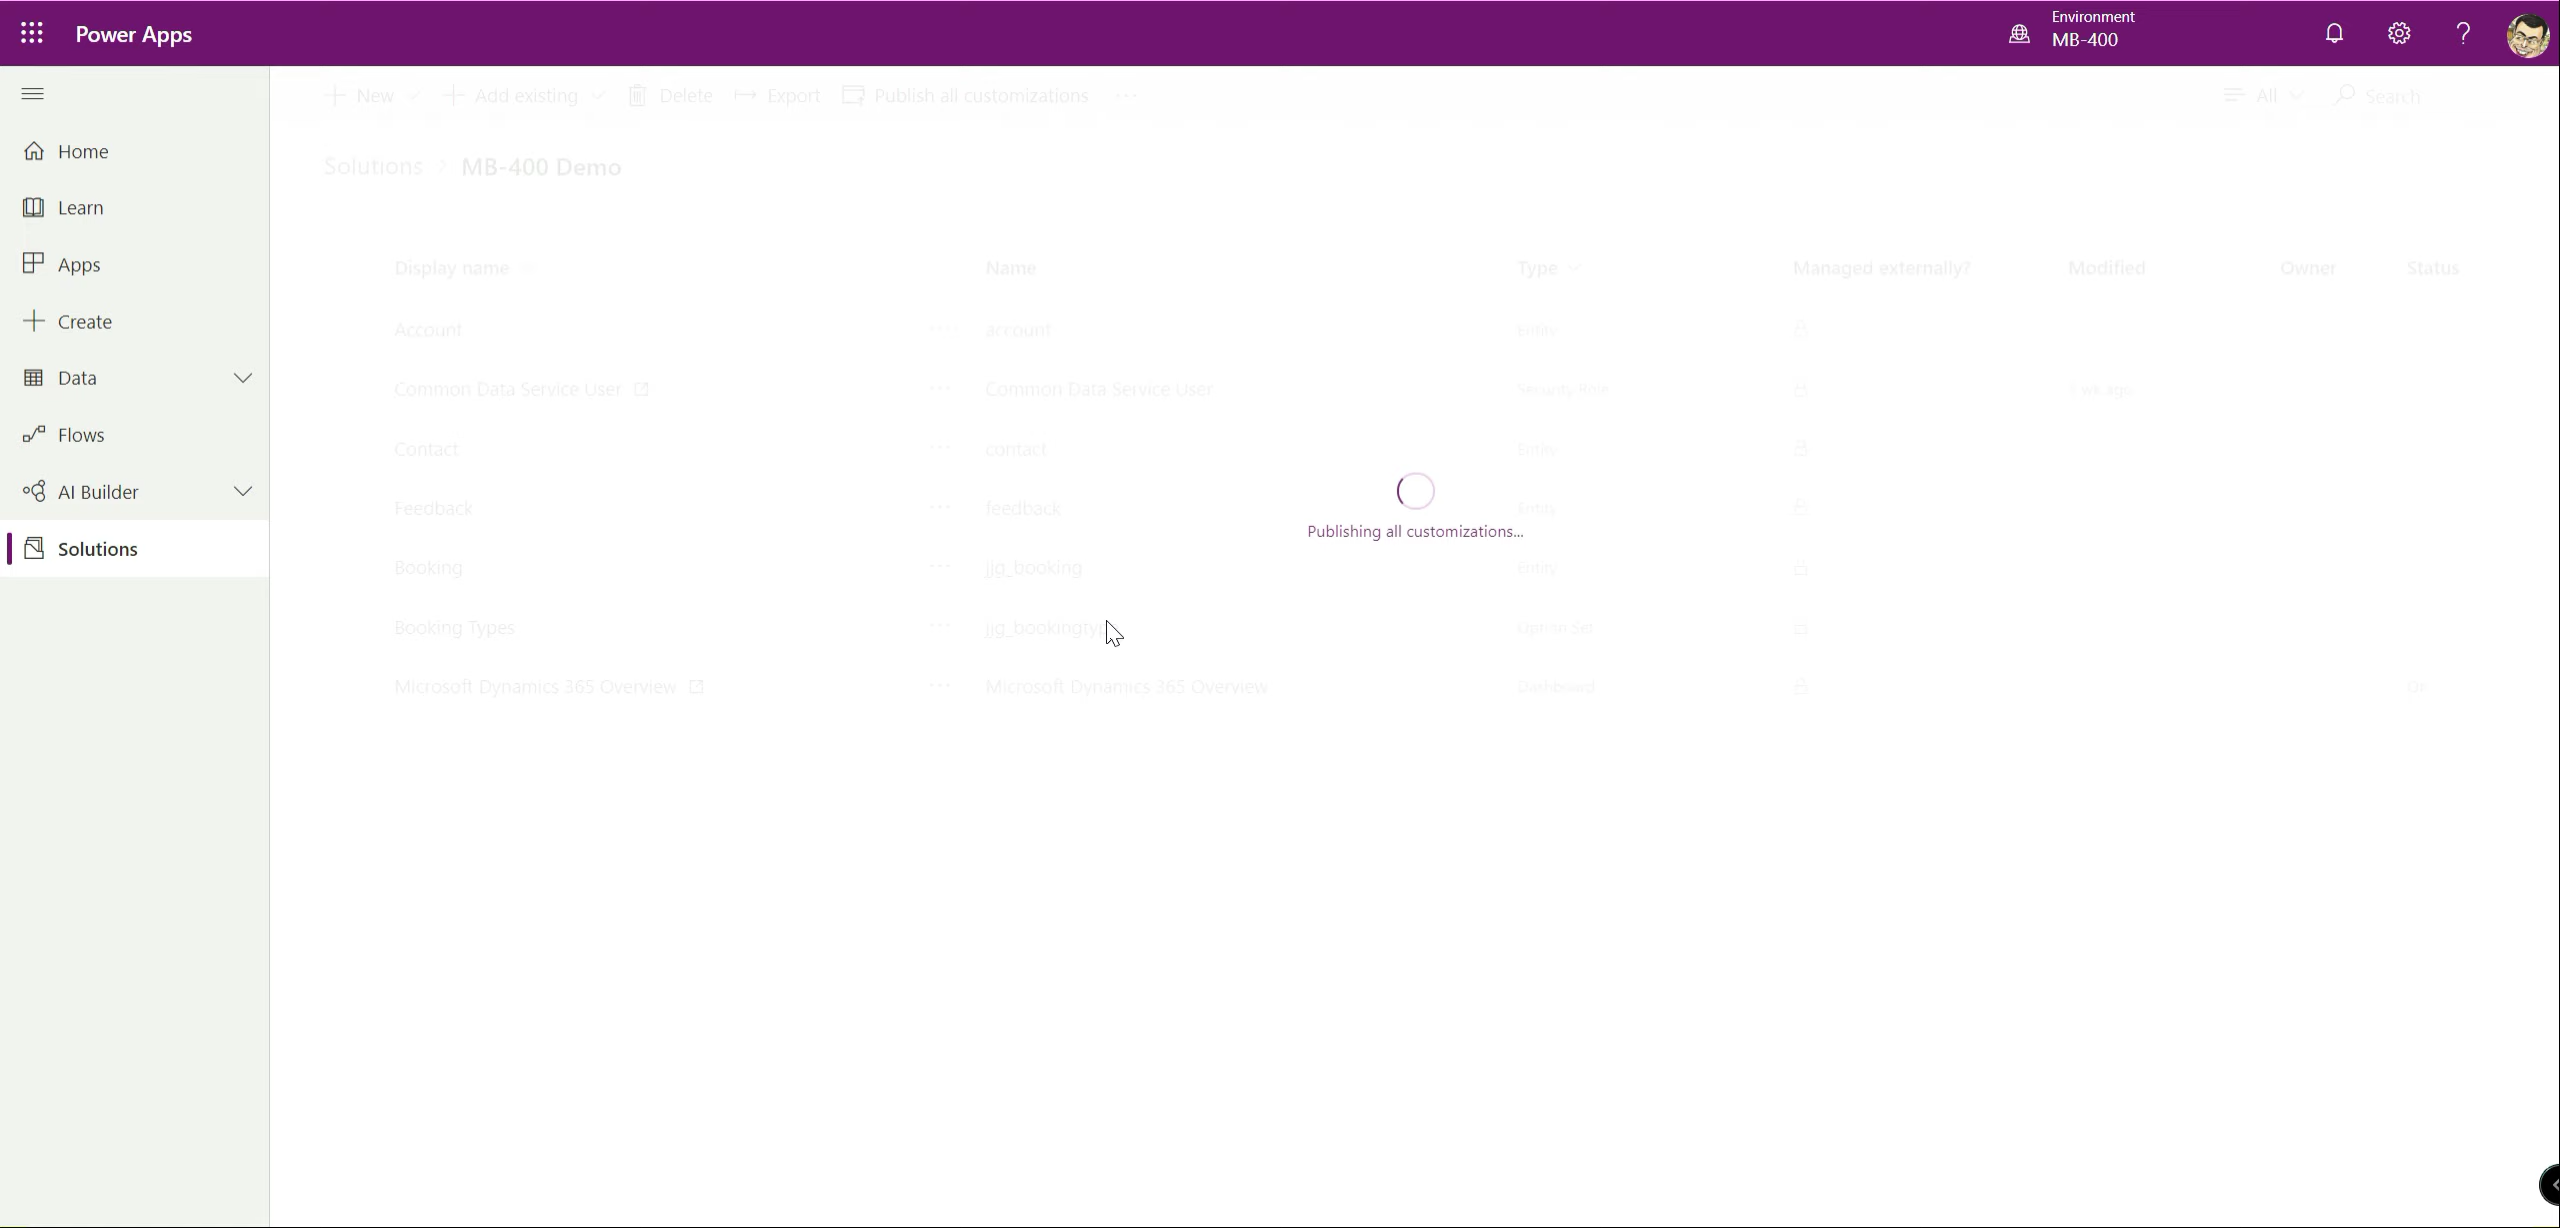 Power Apps
Environment
MB-400
New
Add existing
Delete
Export
Publish all customizations
All
Search
Home
Learn
Apps
Create
Data
Flows
AI Builder
Solutions
Solutions > MB-400 Demo
Display name Name Type Managed externally? Modified Owner Status
Account account Entity
Common Data Service User Common Data Service User Security Role wk ago
Contact contact Entity
Feedback feedback Entity
Publishing all customizations...
Booking jjg_booking Entity
Booking Types Option Set
Microsoft Dynamics 365 Overview Microsoft Dynamics 365 Overview Dashboard